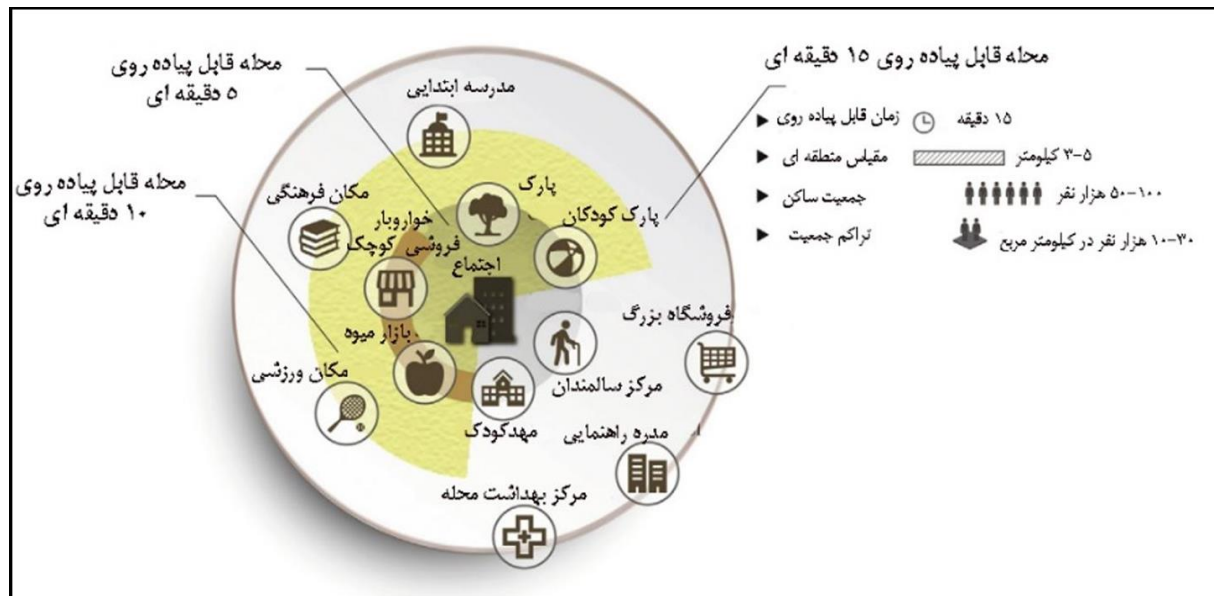 محله قابل پیاده روی ۱۵ دقیقه ای
زمان قابل پیاده روی ۱۵ دقیقه
مقیاس منطقه ای ۳-۵ کیلومتر
جمعیت ساکن ۵۰-۱۰۰ هزار نفر
تراکم جمعیت ۱۰-۳۰ هزار نفر در کیلومتر مربع
محله قابل پیاده روی
۵ دقیقه ای
محله قابل پیاده روی
۱۰ دقیقه ای
مدرسه ابتدایی
پارک
مکان فرهنگی
پارک کودکان
خواروبار
فروشی کوچک
اجتماع
بازار میوه
فروشگاه بزرگ
مکان ورزشی
مرکز سالمندان
مهدکودک
مدره راهنمایی
مرکز بهداشت محله